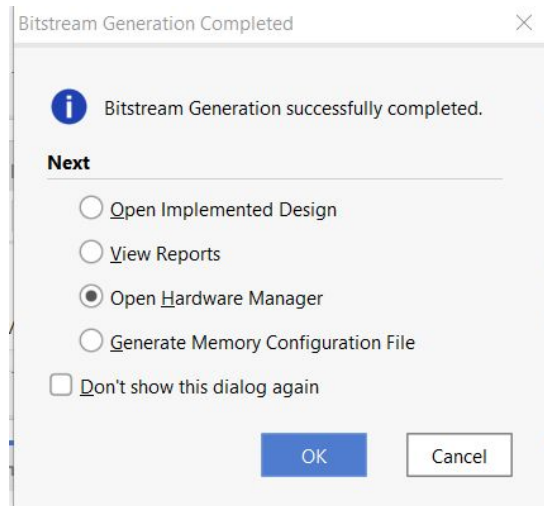 Bitstream Generation Completed
Bitstream Generation successfully completed.
Next
Open Implemented Design
View Reports
Open Hardware Manager
Generate Memory Configuration File
Don't show this dialog again
OK Cancel